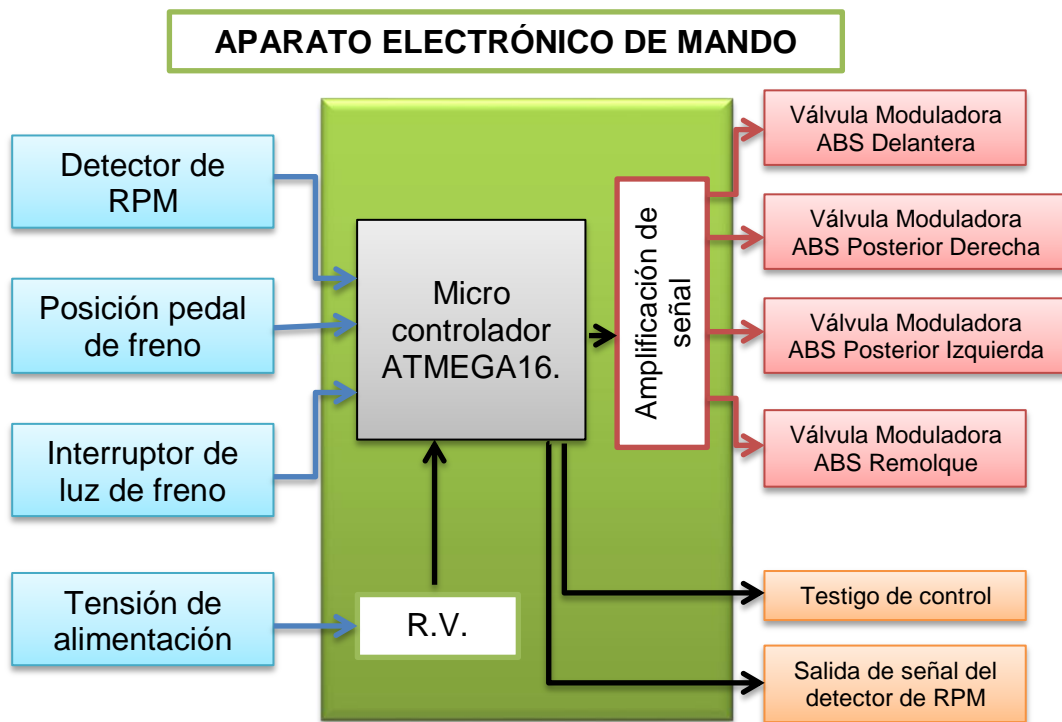 APARATO ELECTRÓNICO DE MANDO
Detector de
RPM
Posición pedal
de freno
Interruptor de
luz de freno
Tensión de
alimentación
Micro
controlador
ATMEGA16.
R.V.
Amplificación de
señal
Válvula Moduladora
ABS Delantera
Válvula Moduladora
ABS Posterior Derecha
Válvula Moduladora
ABS Posterior Izquierda
Válvula Moduladora
ABS Remolque
Testigo de control
Salida de señal del
detector de RPM